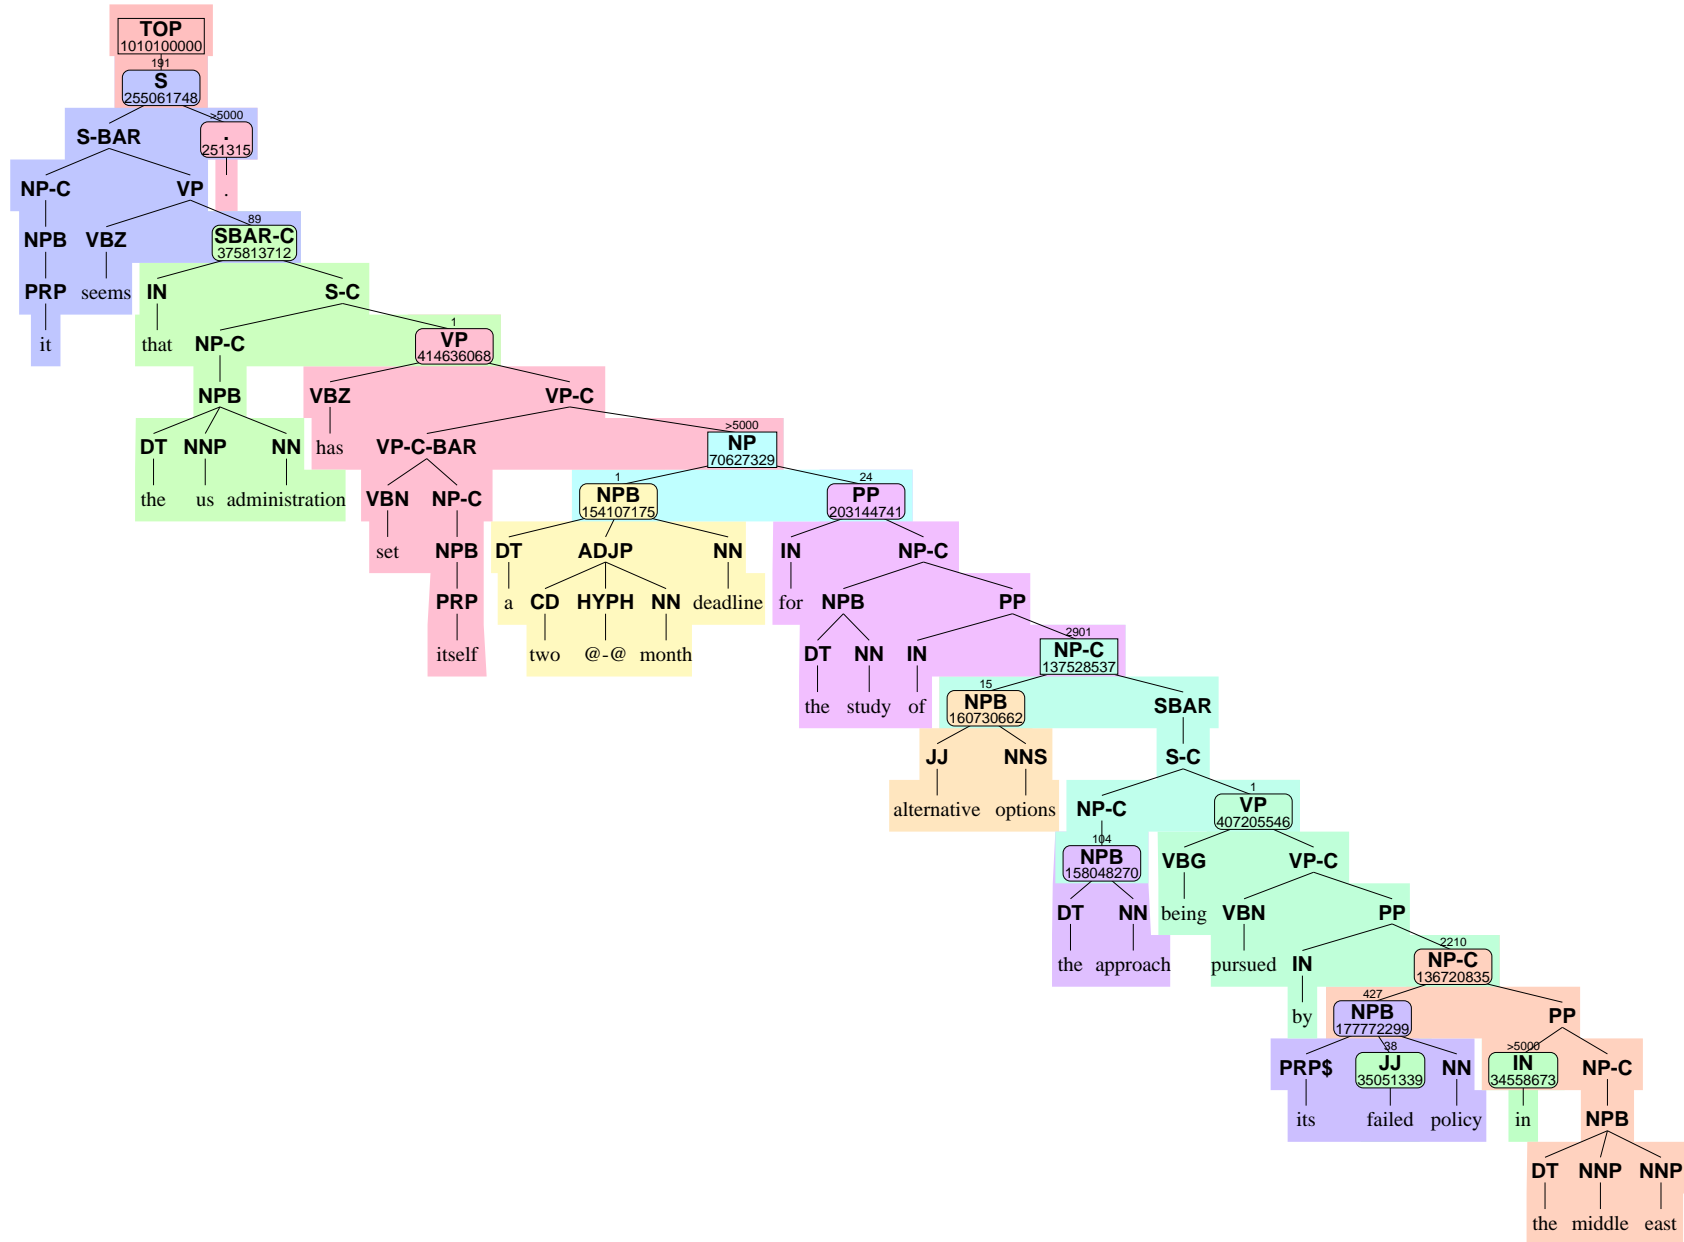 TOP
1010100000
191
S
255061748
>5000
S-BAR .
251315
NP-C VP .
89
NPB VBZ SBAR-C
375813712
PRP seems IN S-C
1
it that NP-C VP
414636068
NPB VBZ VP-C
>5000
DT NNP NN has VP-C-BAR NP
70627329
1 24
the us administration VBN NP-C NPB PP
154107175 203144741
set NPB DT ADJP NN IN NP-C
PRP a CD HYPH NN deadline for NPB PP
2901
itself two @-@ month DT NN IN NP-C
137528537
15
the study of NPB SBAR
160730662
JJ NNS S-C
1
alternative options NP-C VP
407205546
104
NPB VBG VP-C
158048270
DT NN being VBN PP
2210
the approach pursued IN NP-C
136720835
427
by NPB PP
177772299
38 >5000
PRP$ JJ NN IN NP-C
35051339 34558673
its failed policy in NPB
DT NNP NNP
the middle east